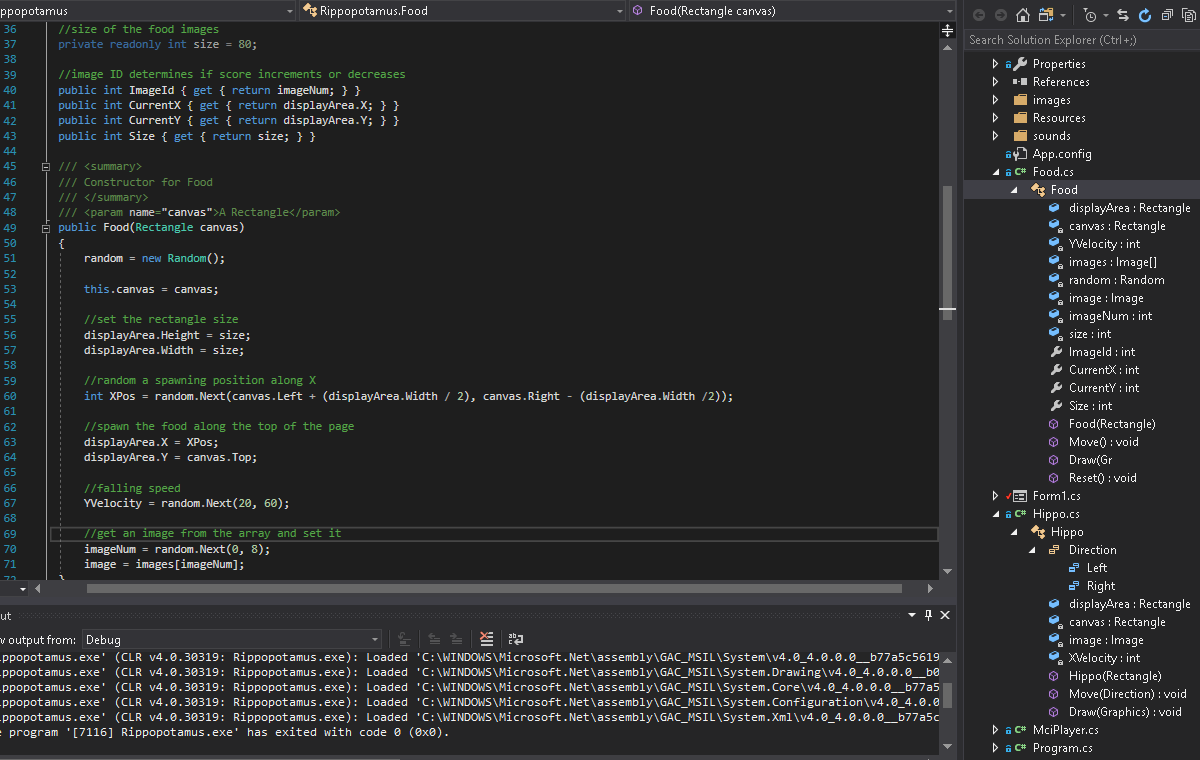 ppopotamus
Rippopotamus.Food
Food(Rectangle canvas)
36 //size of the food images
37 private readonly int size = 80;
38
39 //image ID determines if score increments or decreases
40 public int ImageId { get { return imageNum; } }
41 public int CurrentX { get { return displayArea.X; } }
42 public int CurrentY { get { return displayArea.Y; } }
43 public int Size { get { return size; } }
44
45 /// <summary>
46 /// Constructor for Food
47 /// </summary>
48 /// <param name="canvas">A Rectangle</param>
49 public Food(Rectangle canvas)
50 {
51 random = new Random();
52
53 this.canvas = canvas;
54
55 //set the rectangle size
56 displayArea.Height = size;
57 displayArea.Width = size;
58
59 //random a spawning position along X
60 int XPos = random.Next(canvas.Left + (displayArea.Width / 2), canvas.Right - (displayArea.Width /2));
61
62 //spawn the food along the top of the page
63 displayArea.X = XPos;
64 displayArea.Y = canvas.Top;
65
66 //falling speed
67 YVelocity = random.Next(20, 60);
68
69 //get an image from the array and set it
70 imageNum = random.Next(0, 8);
71 image = images[imageNum];
72 }
ut
w output from: Debug
ippopotamus.exe' (CLR v4.0.30319: Rippopotamus.exe): Loaded 'C:\WINDOWS\Microsoft.Net\assembly\GAC_MSIL\System\v4.0_4.0.0.0__b77a5c5619
ippopotamus.exe' (CLR v4.0.30319: Rippopotamus.exe): Loaded 'C:\WINDOWS\Microsoft.Net\assembly\GAC_MSIL\System.Drawing\v4.0_4.0.0.0__b0
ippopotamus.exe' (CLR v4.0.30319: Rippopotamus.exe): Loaded 'C:\WINDOWS\Microsoft.Net\assembly\GAC_MSIL\System.Core\v4.0_4.0.0.0__b77a5
ippopotamus.exe' (CLR v4.0.30319: Rippopotamus.exe): Loaded 'C:\WINDOWS\Microsoft.Net\assembly\GAC_MSIL\System.Configuration\v4.0_4.0.0
ippopotamus.exe' (CLR v4.0.30319: Rippopotamus.exe): Loaded 'C:\WINDOWS\Microsoft.Net\assembly\GAC_MSIL\System.Xml\v4.0_4.0.0.0__b77a5c
e program '[7116] Rippopotamus.exe' has exited with code 0 (0x0).
Search Solution Explorer (Ctrl+;)
Properties
References
images
Resources
sounds
App.config
C# Food.cs
Food
displayArea : Rectangle
canvas : Rectangle
YVelocity : int
images : Image[]
random : Random
image : Image
imageNum : int
size : int
ImageId : int
CurrentX : int
CurrentY : int
Size : int
Food(Rectangle)
Move() : void
Draw(Gr
Reset() : void
Form1.cs
C# Hippo.cs
Hippo
Direction
Left
Right
displayArea : Rectangle
canvas : Rectangle
image : Image
XVelocity : int
Hippo(Rectangle)
Move(Direction) : void
Draw(Graphics) : void
C# MciPlayer.cs
C# Program.cs